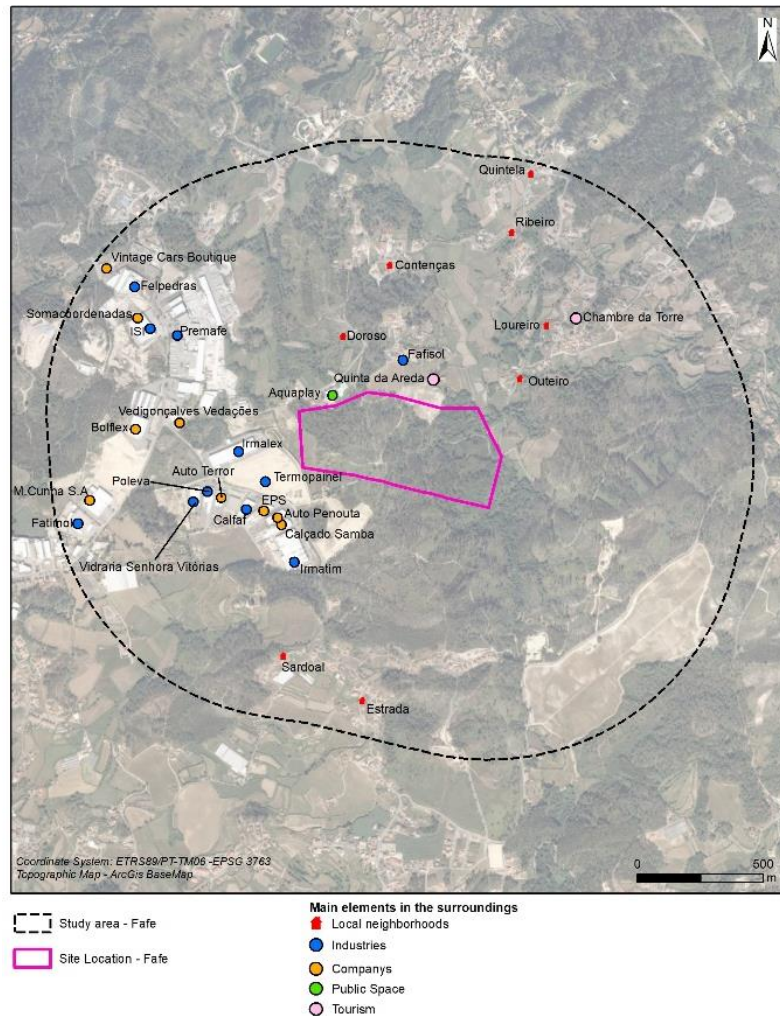 N
Quintela
Ribeiro
Vintage Cars Boutique
Contenças
Felpedras
Somacoordenadas
ISI
Premafe
Chambre da Torre
Loureiro
Doroso
Fafisol
Quinta da Areda
Outeiro
Aquaplay
Vedigonçalves Vedações
Bolflex
Irmalex
Auto Terror
Poleva
Termopainel
M.Cunha S.A
EPS
Auto Penouta
Fatimol
Calfaf
Calçado Samba
Vidraria Senhora Vitórias
Irmatim
Sardoal
Estrada
Coordinate System: ETRS89/PT-TM06 -EPSG 3763
Topographic Map - ArcGis BaseMap
0 500
m
Study area - Fafe
Site Location - Fafe
Main elements in the surroundings
Local neighborhoods
Industries
Companys
Public Space
Tourism